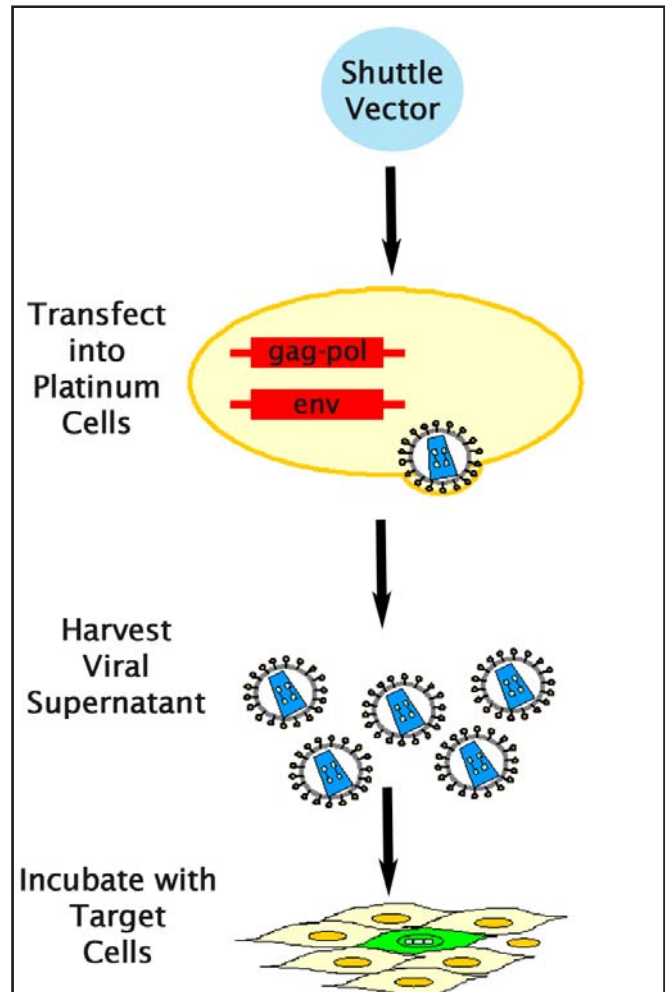 Shuttle
Vector
Transfect
into
Platinum
Cells
gag-pol
env
Harvest
Viral
Supernatant
Incubate with
Target
Cells